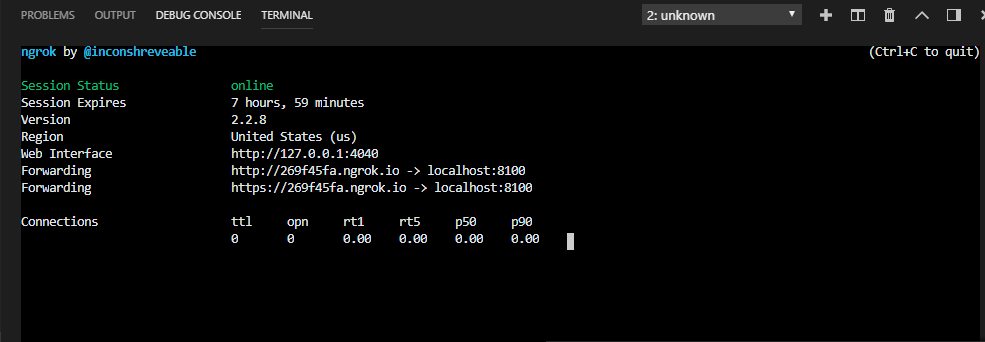 PROBLEMS OUTPUT DEBUG CONSOLE TERMINAL 2: unknown
ngrok by @inconshreveable (Ctrl+C to quit)
Session Status online
Session Expires 7 hours, 59 minutes
Version 2.2.8
Region United States (us)
Web Interface http://127.0.0.1:4040
Forwarding http://269f45fa.ngrok.io -> localhost:8100
Forwarding https://269f45fa.ngrok.io -> localhost:8100
Connections ttl opn rt1 rt5 p50 p90
0 0 0.00 0.00 0.00 0.00